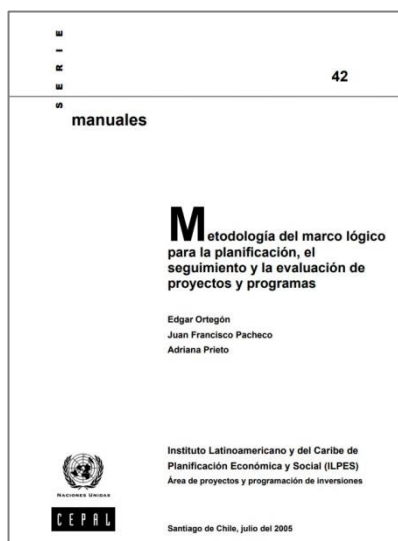 SERIE
42
manuales
Metodología del marco lógico
para la planificación, el
seguimiento y la evaluación de
proyectos y programas
Edgar Ortegón
Juan Francisco Pacheco
Adriana Prieto
Instituto Latinoamericano y del Caribe de
Planificación Económica y Social (ILPES)
Área de proyectos y programación de inversiones
NACIONES UNIDAS
CEPAL
Santiago de Chile, julio del 2005